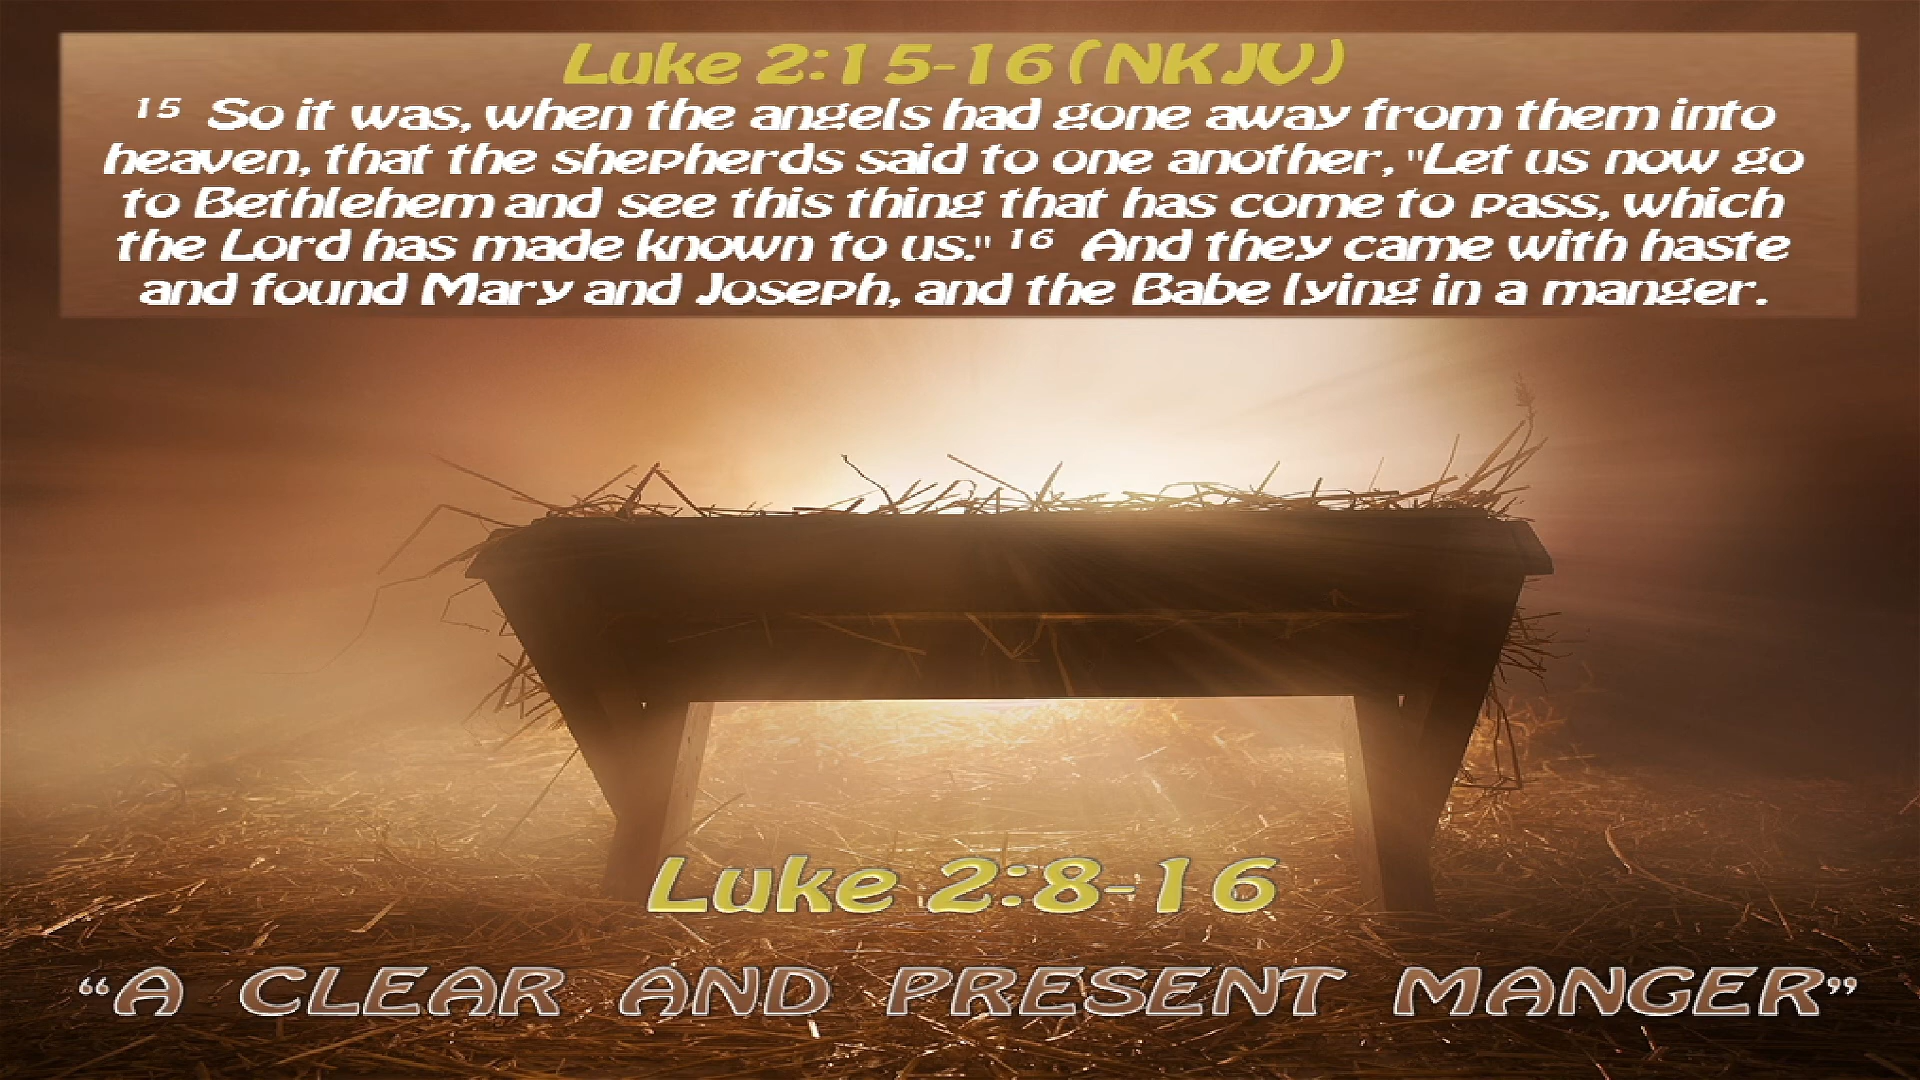 Luke 2:15-16 (NKJV)
15 So it was, when the angels had gone away from them into
heaven, that the shepherds said to one another, "Let us now go
to Bethlehem and see this thing that has come to pass, which
the Lord has made known to us." 16 And they came with haste
and found Mary and Joseph, and the Babe lying in a manger.
Luke 2:8-16
“A CLEAR AND PRESENT MANGER”